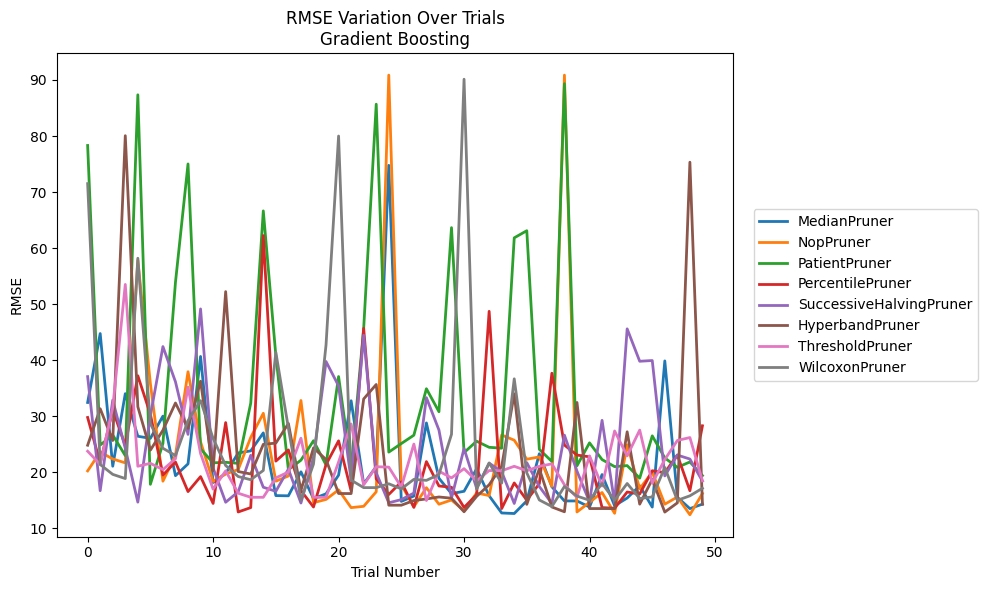 RMSE Variation Over Trials
Gradient Boosting
RMSE
90
80
70
60
50
40
30
20
10
0
10
20
30
40
50
Trial Number
MedianPruner
NopPruner
PatientPruner
PercentilePruner
SuccessiveHalvingPruner
HyperbandPruner
ThresholdPruner
WilcoxonPruner